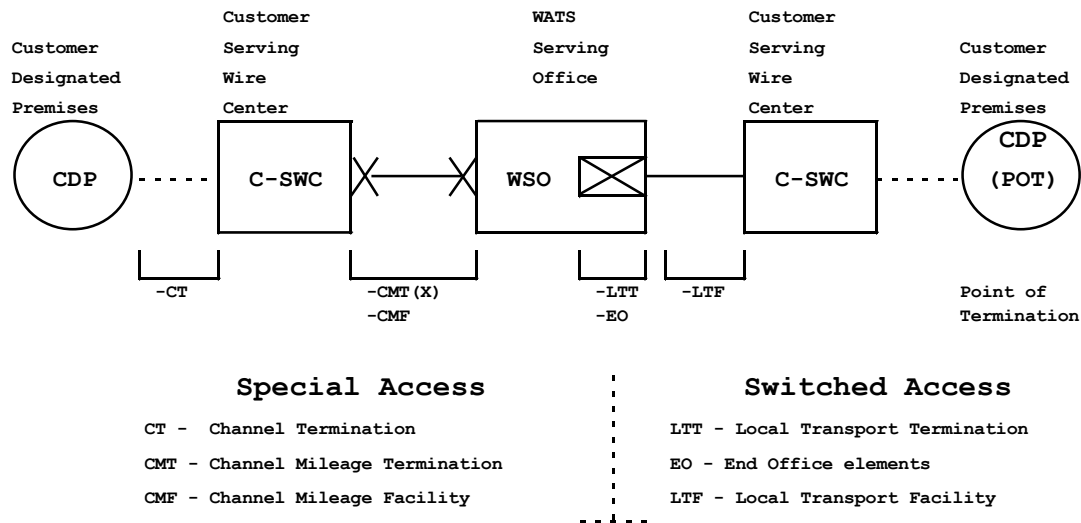 Customer
Designated
Premises
Customer
Serving
Wire
Center
WATS
Serving
Office
Customer
Serving
Wire
Center
Customer
Designated
Premises
CDP
C-SWC
WSO
C-SWC
CDP
(POT)
-CT
-CMT(X)
-CMF
-LTT
-EO
-LTF
Point of
Termination
Special Access
CT - Channel Termination
CMT - Channel Mileage Termination
CMF - Channel Mileage Facility
Switched Access
LTT - Local Transport Termination
EO - End Office elements
LTF - Local Transport Facility